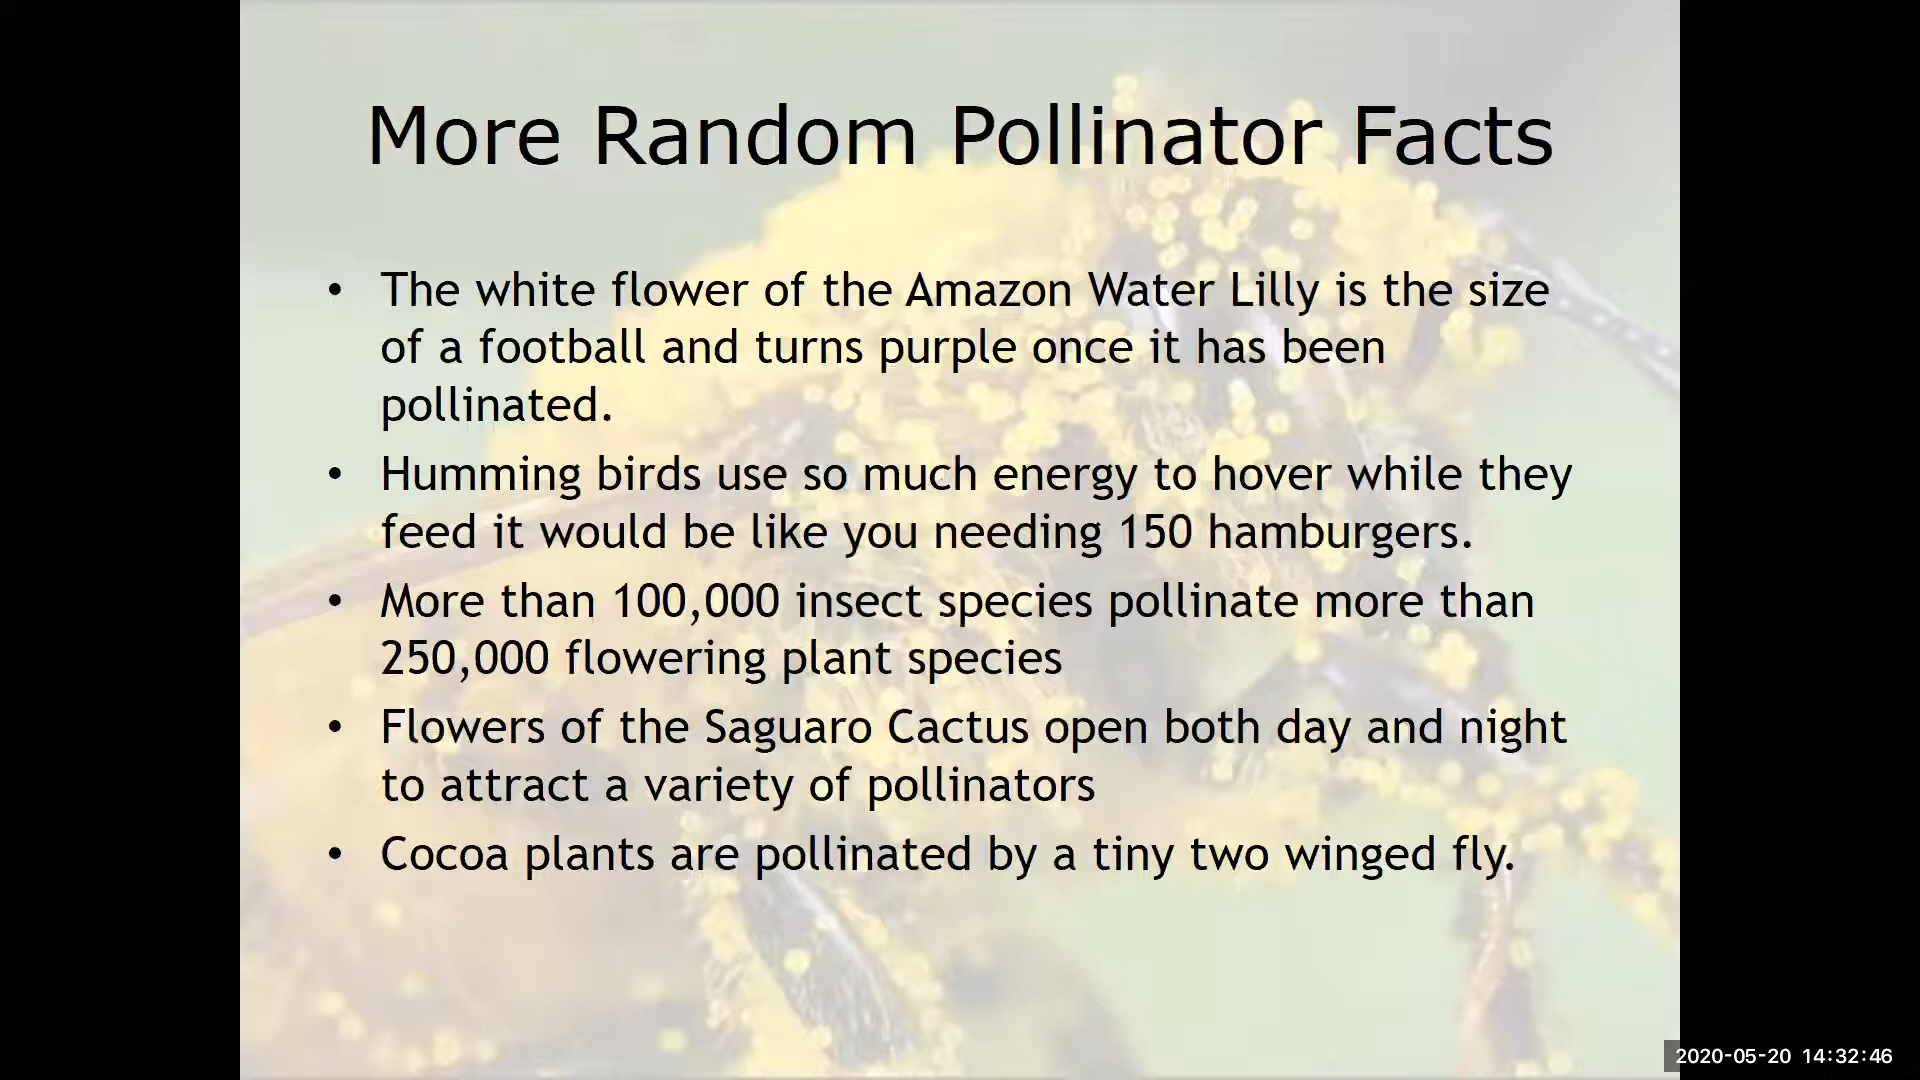 More Random Pollinator Facts
• The white flower of the Amazon Water Lilly is the size
of a football and turns purple once it has been
pollinated.
• Humming birds use so much energy to hover while they
feed it would be like you needing 150 hamburgers.
• More than 100,000 insect species pollinate more than
250,000 flowering plant species
• Flowers of the Saguaro Cactus open both day and night
to attract a variety of pollinators
• Cocoa plants are pollinated by a tiny two winged fly.
2020-05-20 14:32:46